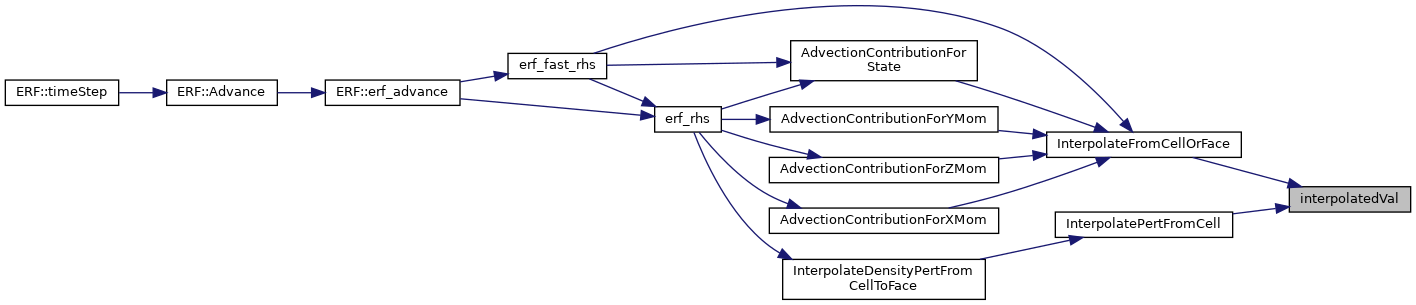 ERF::timeStep
ERF::Advance
ERF::erf_advance
erf_fast_rhs
erf_rhs
AdvectionContributionFor
State
AdvectionContributionForYMom
AdvectionContributionForZMom
AdvectionContributionForXMom
InterpolateDensityPertFrom
CellToFace
InterpolateFromCellOrFace
InterpolatePertFromCell
interpolatedVal